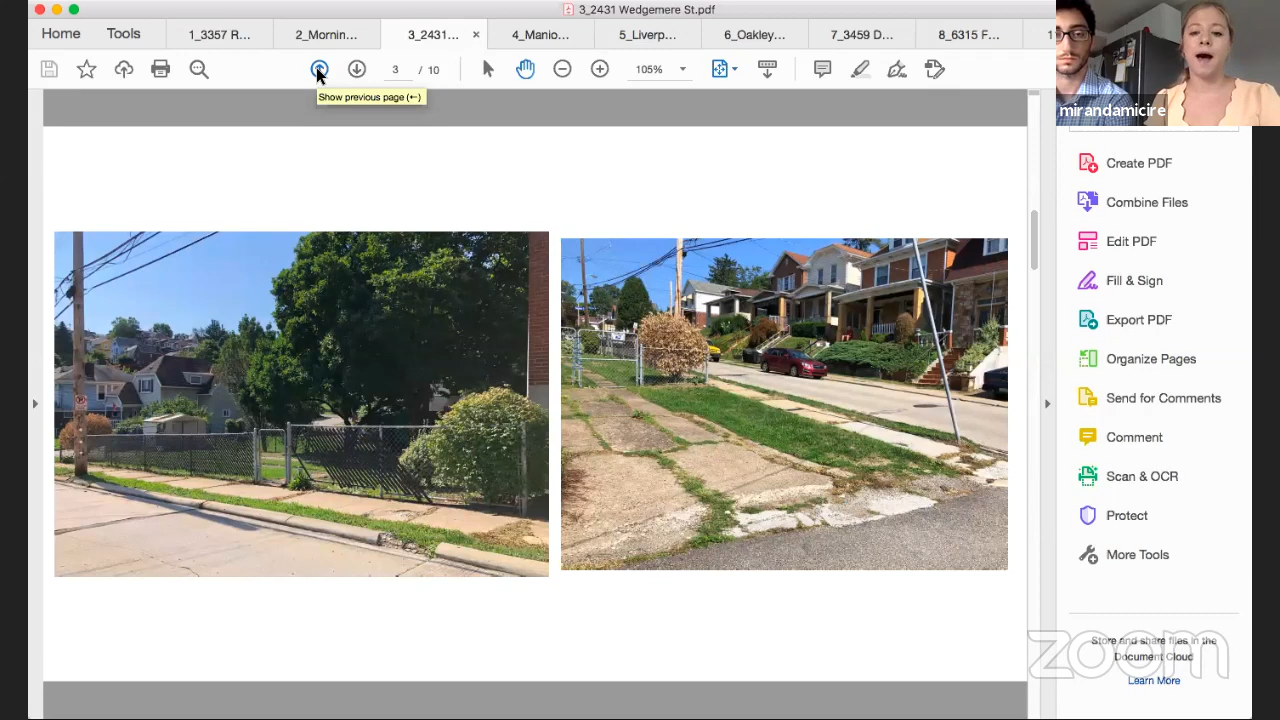 3_2431 Wedgemere St.pdf
Home
Tools
1_3357 R...
2_Mornin...
3_2431...
×
4_Manio...
5_Liverp...
6_Oakley...
7_3459 D...
8_6315 F...
3
/ 10
105%
Show previous page (←)
mirandamicire
Create PDF
Combine Files
Edit PDF
Fill & Sign
Export PDF
Organize Pages
Send for Comments
Comment
Scan & OCR
Protect
More Tools
Store and share files in the
Document Cloud
Learn More
zoom